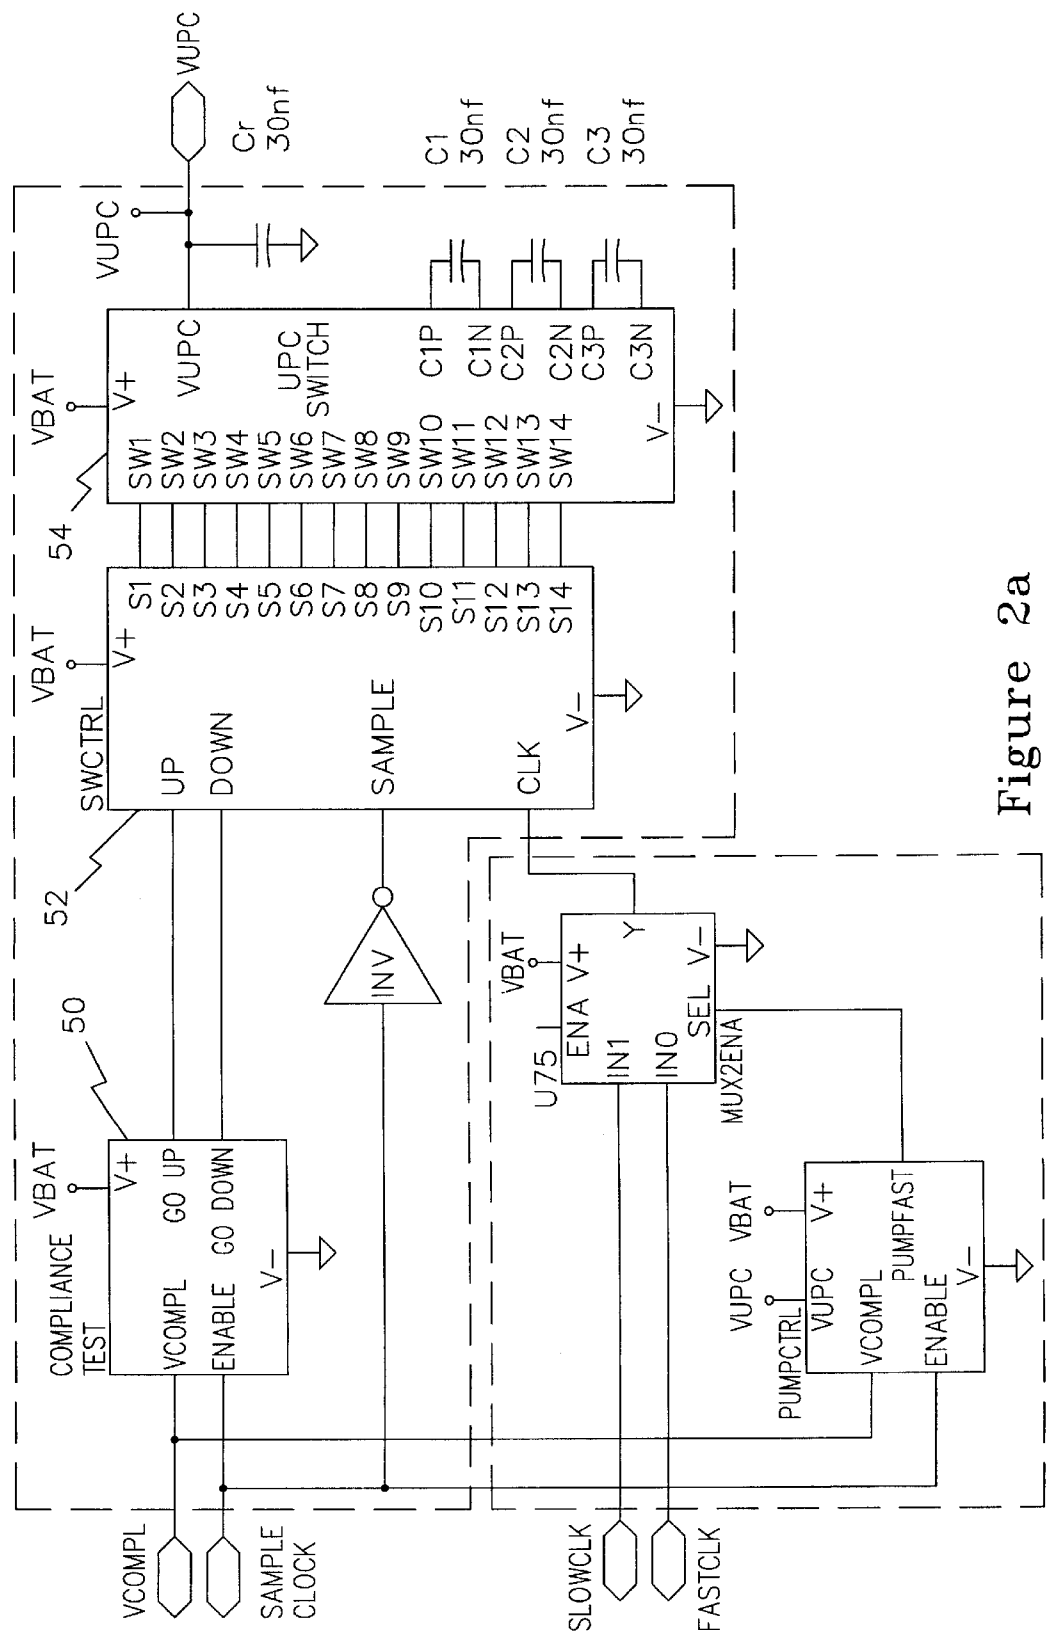 VCOMPL
SAMPLE
CLOCK
SLOWCLK
FASTCLK
COMPLIANCE
TEST
VBAT
50
V+
VCOMPL
GO UP
ENABLE
GO DOWN
V-
INV
52
SWCTRL
VBAT
V+
UP
DOWN
SAMPLE
CLK
V-
S1
S2
S3
S4
S5
S6
S7
S8
S9
S10
S11
S12
S13
S14
54
VBAT
V+
SW1
SW2
SW3
SW4
SW5
SW6
SW7
SW8
SW9
SW10
SW11
SW12
SW13
SW14
VUPC
UPC
SWITCH
C1P
C1N
C2P
C2N
C3P
C3N
V-
VUPC
VUPC
Cr
30nf
C1
30nf
C2
30nf
C3
30nf
U75
VBAT
ENA
V+
IN1
IN0
Y
SEL
V-
MUX2ENA
VUPC
VBAT
PUMPCTRL
VUPC
V+
VCOMPL
PUMPFAST
ENABLE
V-
Figure 2a